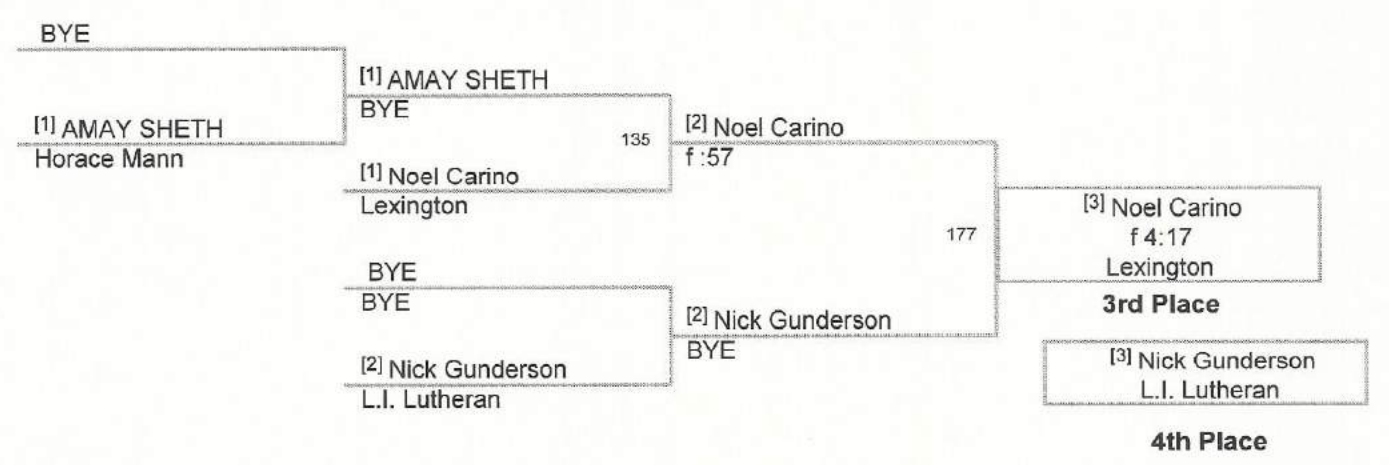 BYE
[1] AMAY SHETH
Horace Mann
[1] AMAY SHETH
BYE
135
[1] Noel Carino
Lexington
BYE
BYE
[2] Nick Gunderson
L.I. Lutheran
[2] Noel Carino
f :57
177
[2] Nick Gunderson
BYE
[3] Noel Carino
f 4:17
Lexington
3rd Place
[3] Nick Gunderson
L.I. Lutheran
4th Place